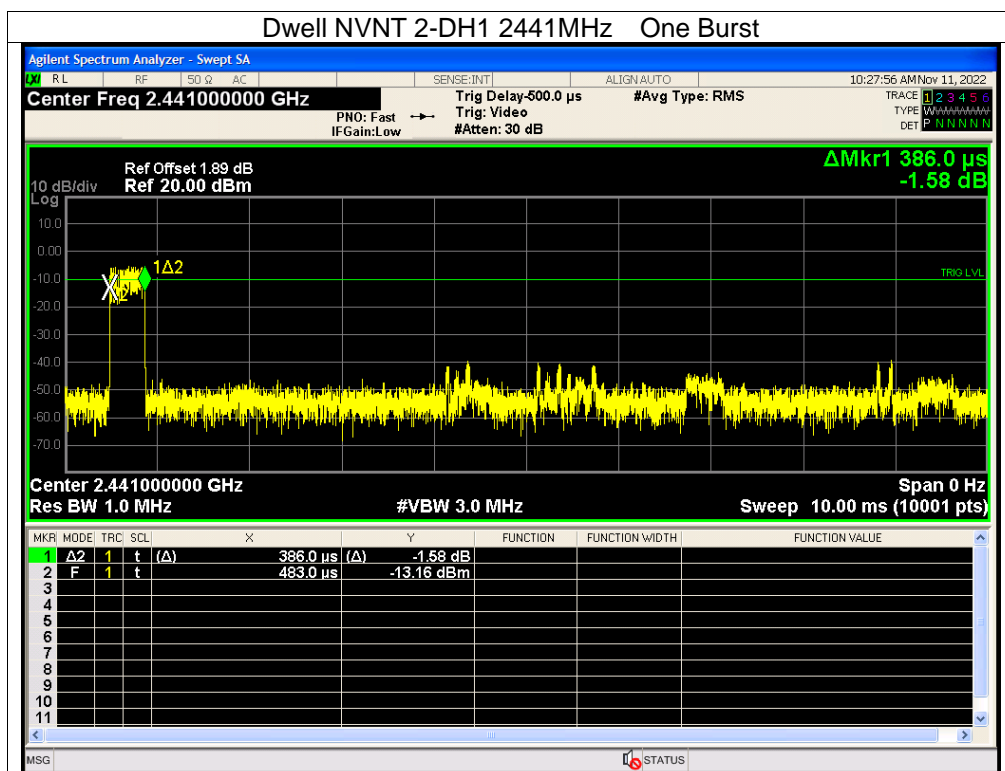 Dwell NVNT 2-DH1 2441MHz One Burst
Agilent Spectrum Analyzer - Swept SA
LXI RL RF 50 Ω AC SENSE:INT ALIGN AUTO 10:27:56 AM Nov 11, 2022
Center Freq 2.441000000 GHz Trig Delay-500.0 µs #Avg Type: RMS TRACE 1 2 3 4 5 6
PNO: Fast Trig: Video TYPE WWWWWW
IFGain:Low #Atten: 30 dB DET P N N N N N
ΔMkr1 386.0 µs
-1.58 dB
Ref Offset 1.89 dB
10 dB/div Ref 20.00 dBm
Log
10.0
0.00
1Δ2
-10.0 TRIG LVL
2
-20.0
-30.0
-40.0
-50.0
-60.0
-70.0
Center 2.441000000 GHz Span 0 Hz
Res BW 1.0 MHz #VBW 3.0 MHz Sweep 10.00 ms (10001 pts)
MKR MODE TRC SCL X Y FUNCTION FUNCTION WIDTH FUNCTION VALUE
1 Δ2 1 t (Δ) 386.0 µs (Δ) -1.58 dB
2 F 1 t 483.0 µs -13.16 dBm
3
4
5
6
7
8
9
10
11
MSG STATUS